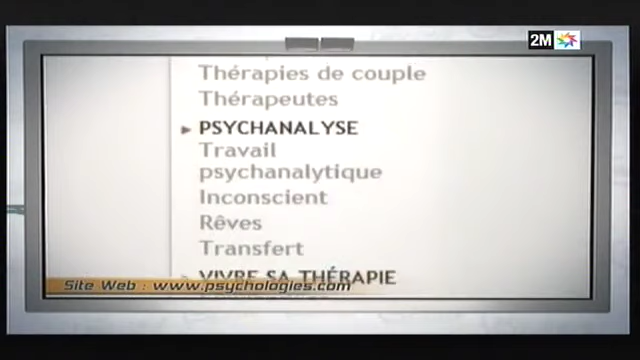 2M
Thérapies de couple
Thérapeutes
PSYCHANALYSE
Travail
psychanalytique
Inconscient
Rêves
Transfert
VIVRE SA THÉRAPIE
Site Web : www.psychologies.com